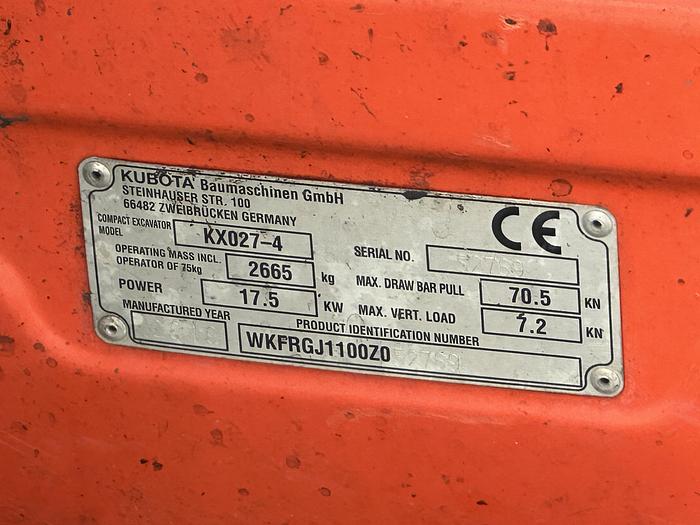 KUBOTA Baumaschinen GmbH
STEINHAUSER STR. 100
66482 ZWEIBRÜCKEN GERMANY
CE
COMPACT EXCAVATOR
MODEL
KX027-4
SERIAL NO.
52769
OPERATING MASS INCL.
OPERATOR OF 75kg
2665 kg
MAX. DRAW BAR PULL
70.5 KN
POWER
17.5 KW
MAX. VERT. LOAD
7.2 KN
MANUFACTURED YEAR
PRODUCT IDENTIFICATION NUMBER
WKFRGJ1100Z052769